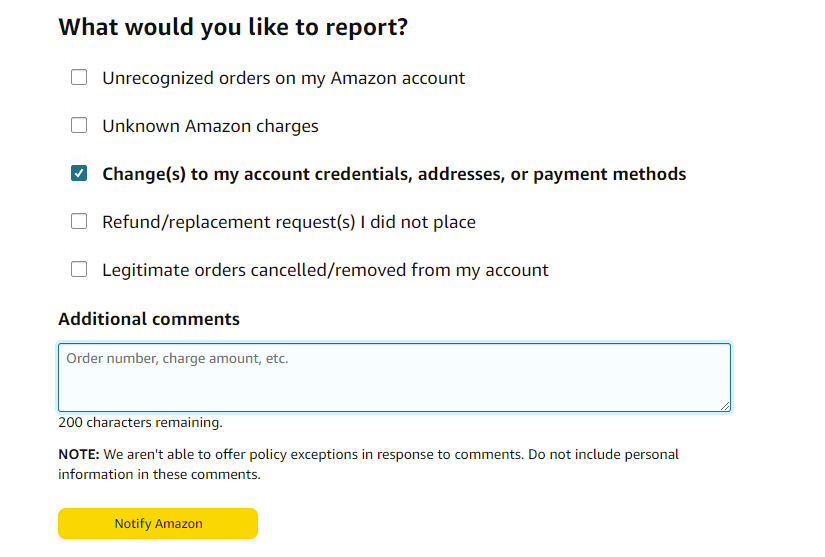 What would you like to report?
Unrecognized orders on my Amazon account
Unknown Amazon charges
Change(s) to my account credentials, addresses, or payment methods
Refund/replacement request(s) I did not place
Legitimate orders cancelled/removed from my account
Additional comments
Order number, charge amount, etc.
200 characters remaining.
NOTE: We aren't able to offer policy exceptions in response to comments. Do not include personal
information in these comments.
Notify Amazon